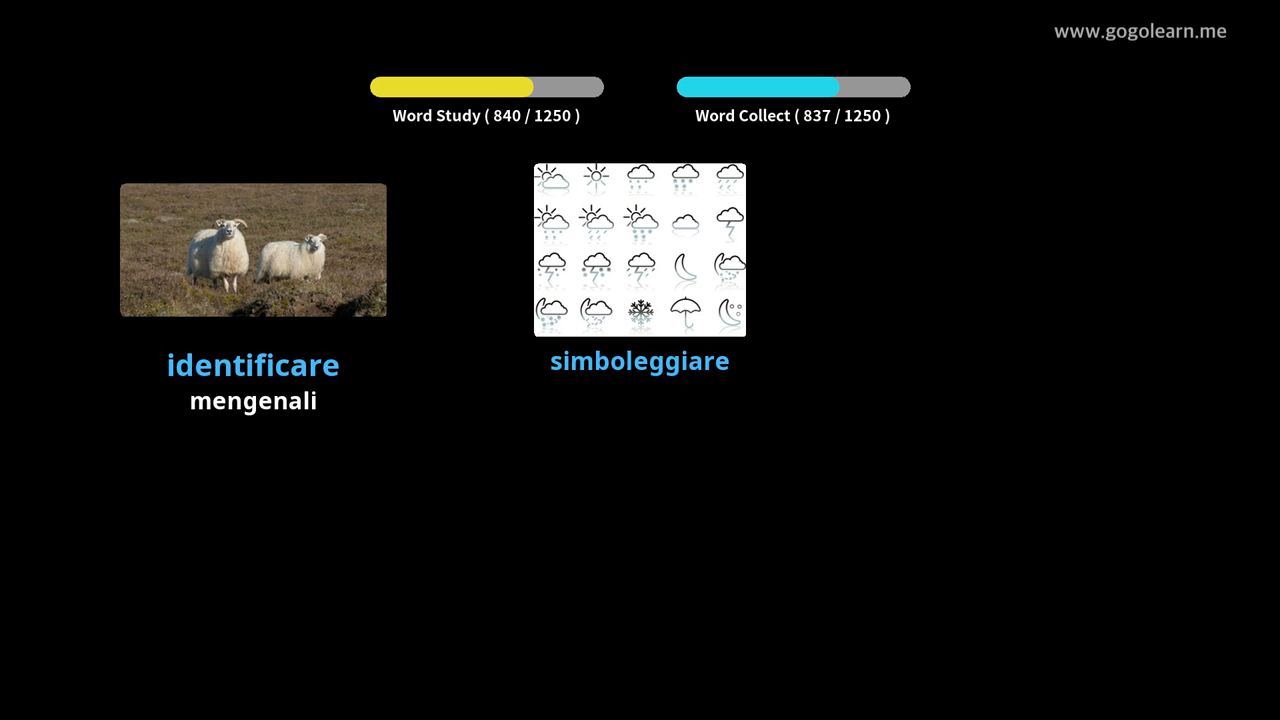 www.gogolearn.me
Word Study ( 840 / 1250 )
Word Collect ( 837 / 1250 )
identificare
mengenali
simboleggiare